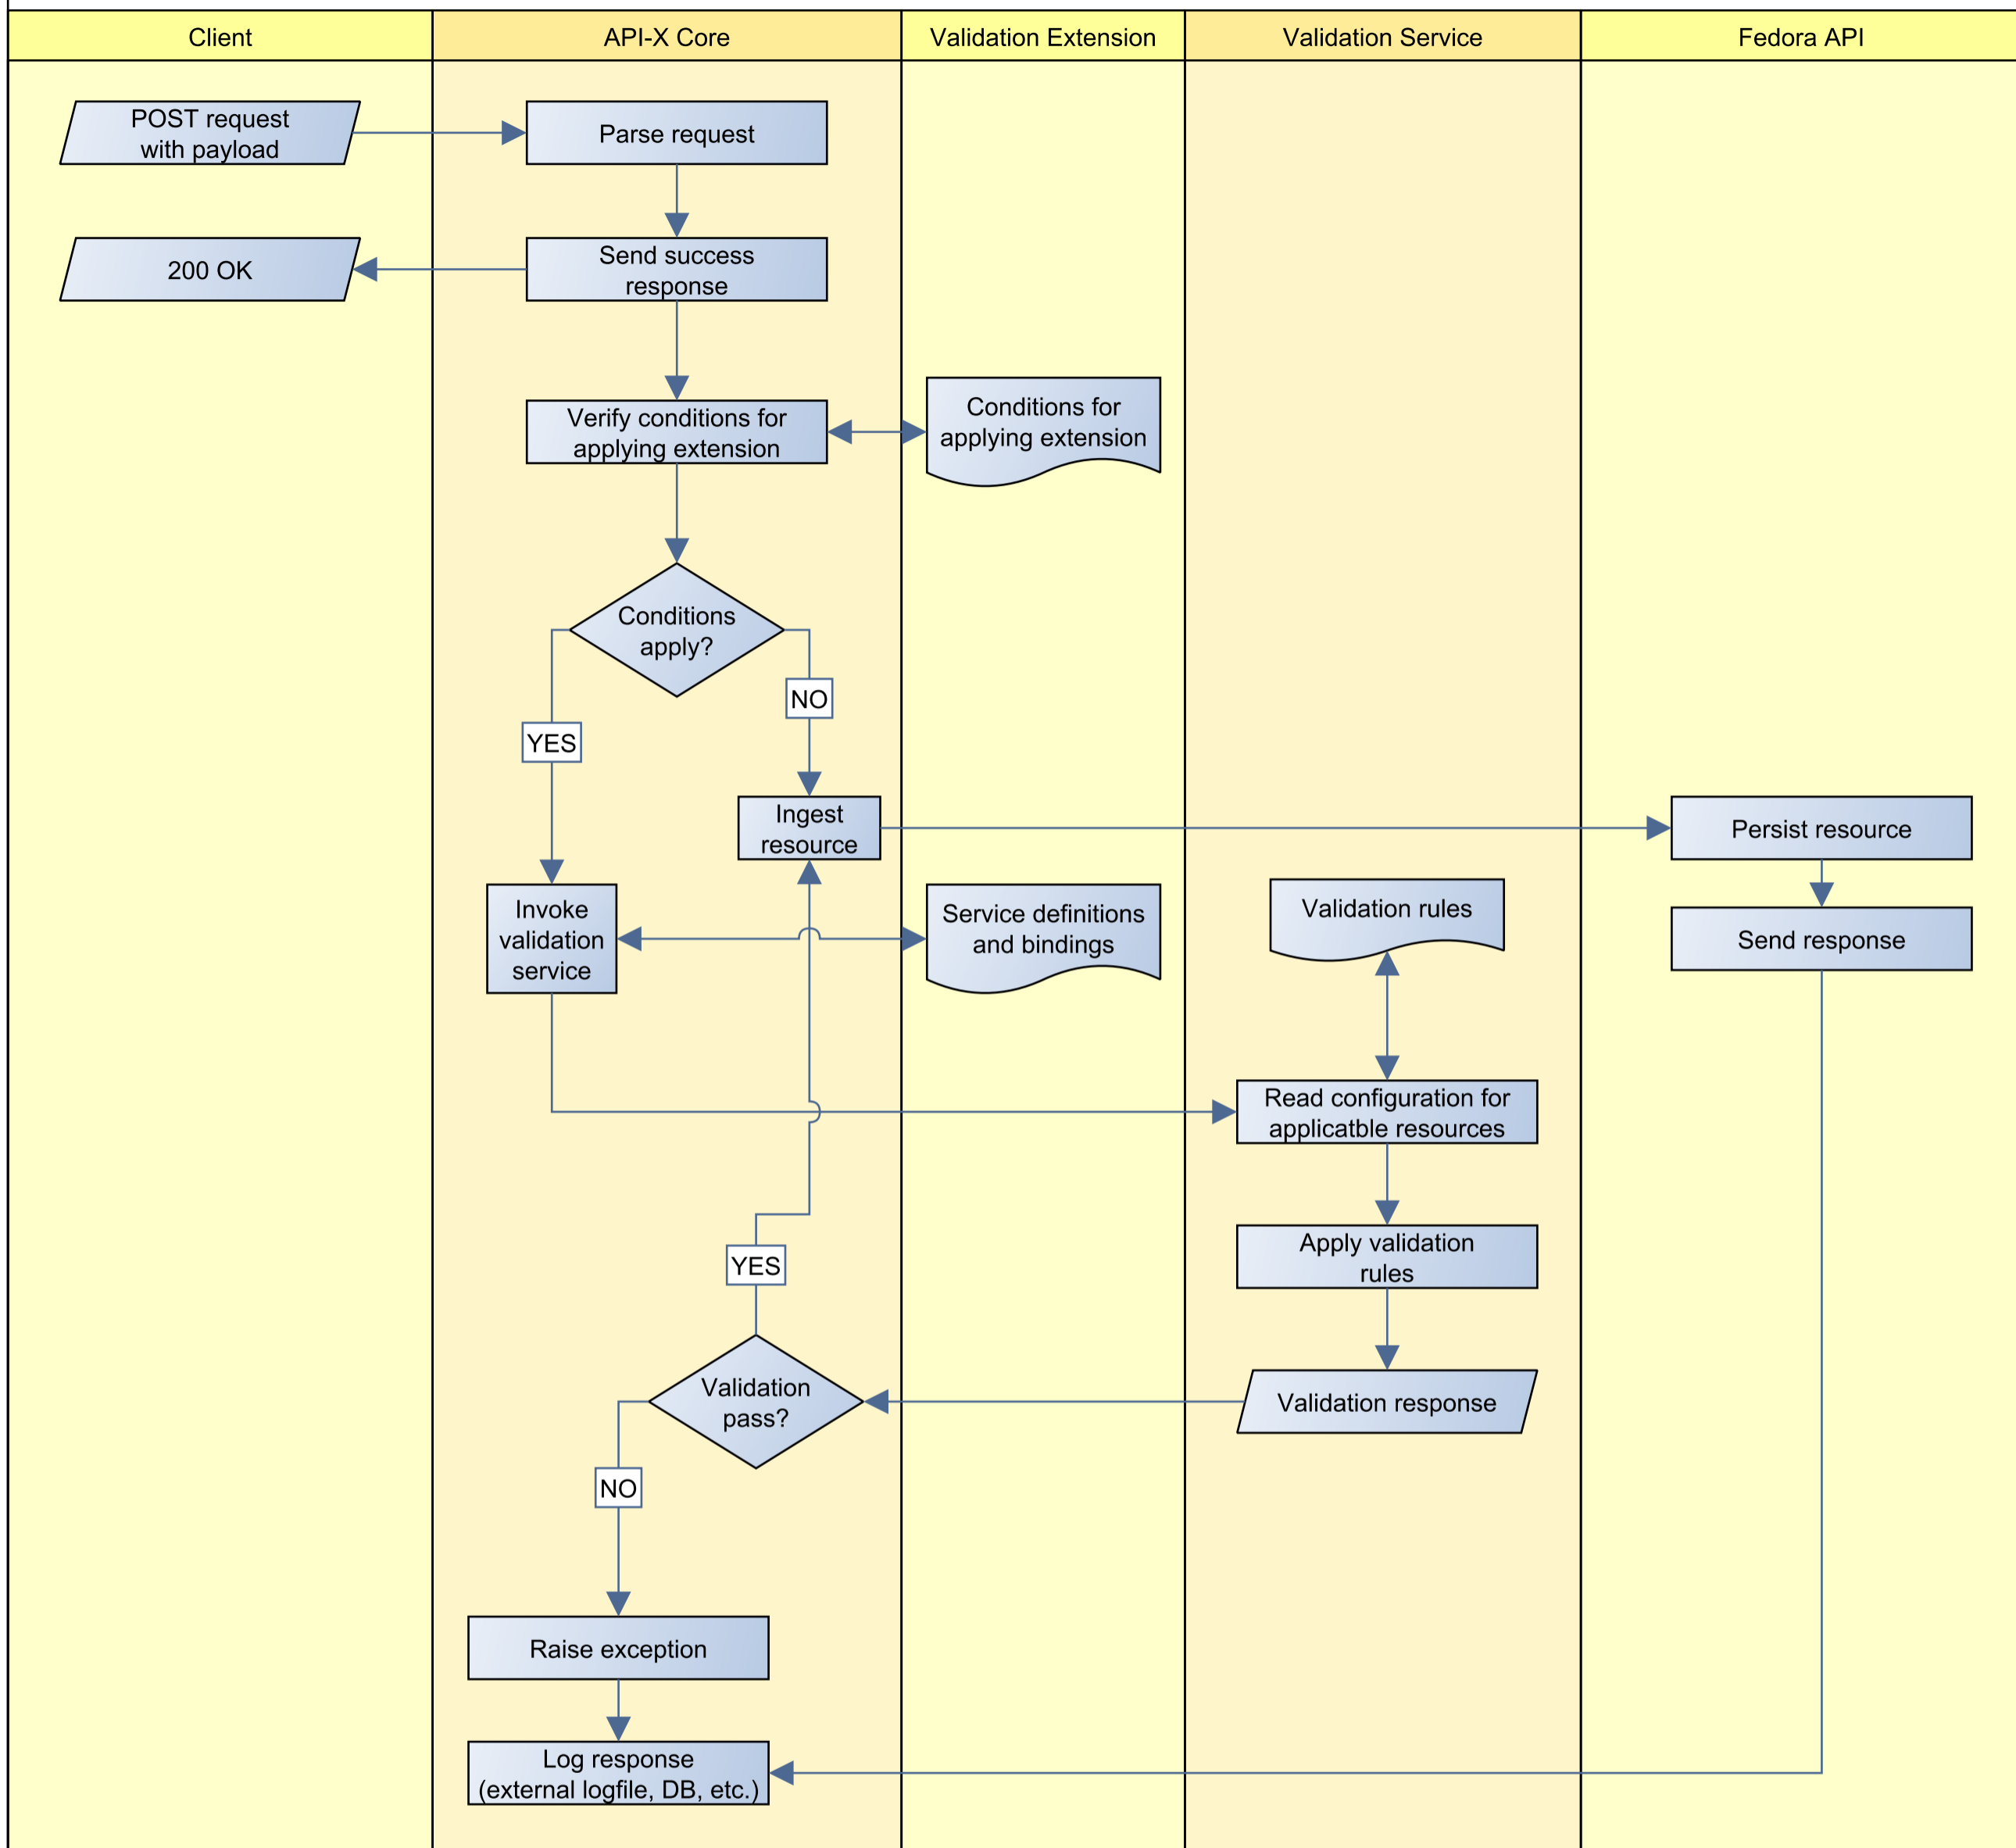 Client
API-X Core
Validation Extension
Validation Service
Fedora API
POST request
with payload
Parse request
200 OK
Send success
response
Verify conditions for
applying extension
Conditions for
applying extension
Conditions
apply?
NO
YES
Ingest
resource
Persist resource
Invoke
validation
service
Service definitions
and bindings
Validation rules
Send response
Read configuration for
applicatble resources
Apply validation
rules
YES
Validation
pass?
Validation response
NO
Raise exception
Log response
(external logfile, DB, etc.)